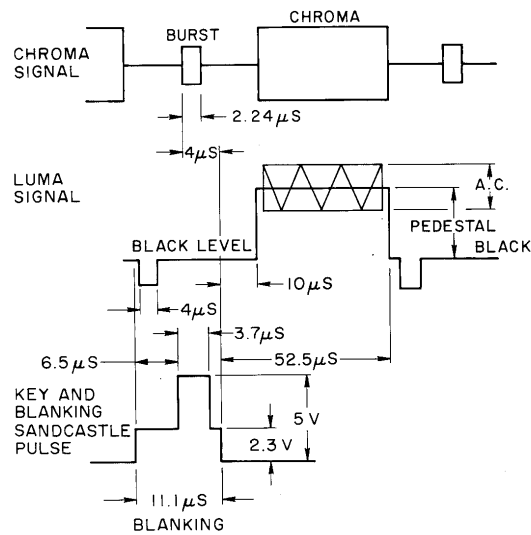 CHROMA
BURST
CHROMA
SIGNAL
2.24μS
4μS
LUMA
SIGNAL
A.C.
PEDESTAL
BLACK LEVEL
BLACK
10μS
4μS
3.7μS
6.5μS
52.5μS
KEY AND
BLANKING
SANDCASTLE
PULSE
5 V
2.3 V
11.1μS
BLANKING